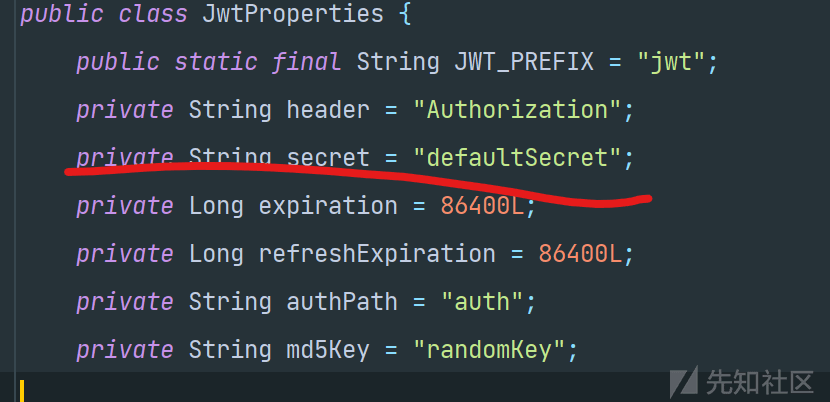 public class JwtProperties {
public static final String JWT_PREFIX = "jwt";
private String header = "Authorization";
private String secret = "defaultSecret";
private Long expiration = 86400L;
private Long refreshExpiration = 86400L;
private String authPath = "auth";
private String md5Key = "randomKey";
先知社区